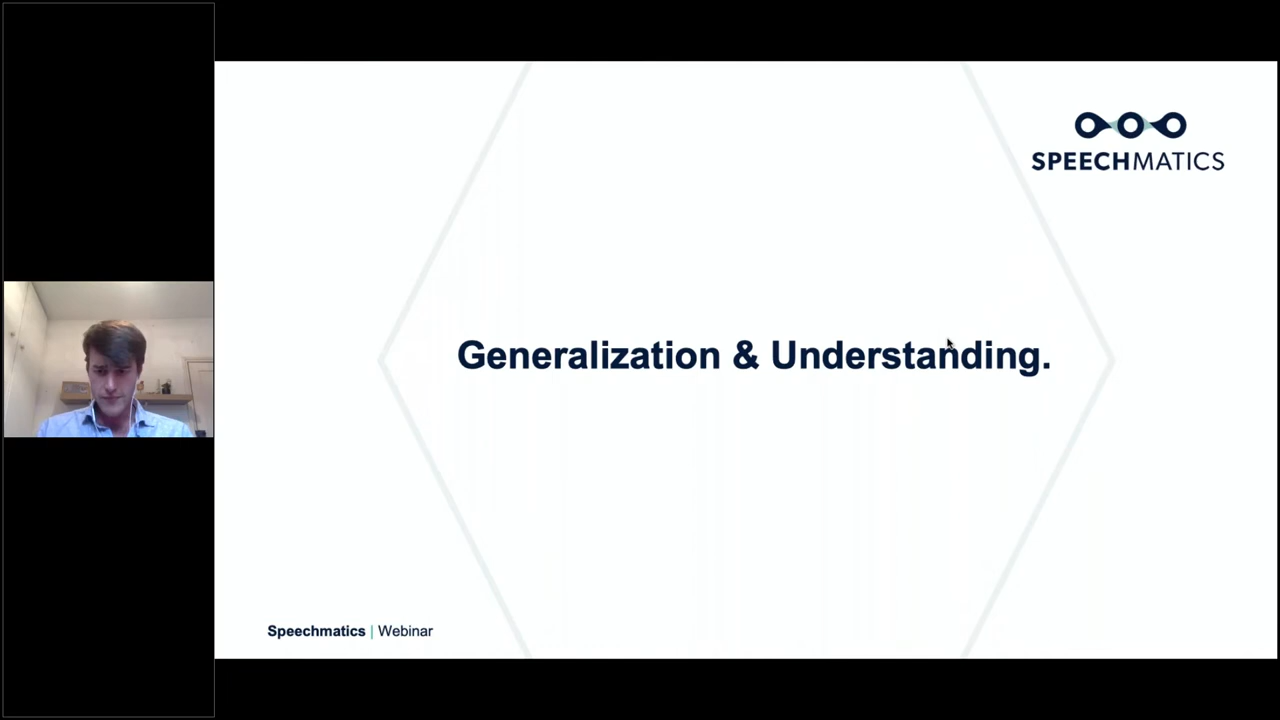 SPEECHMATICS
Generalization & Understanding.
Speechmatics | Webinar